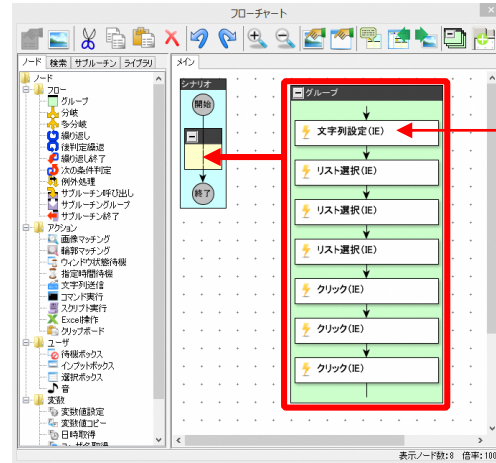 フローチャート
ノード 検索 サブルーチン ライブラリ
メイン
ノード
フロー
グループ
分岐
多分岐
繰り返し
後判定繰返
繰り返し終了
次の条件判定
例外処理
サブルーチン呼び出し
サブルーチングループ
サブルーチン終了
アクション
画像マッチング
輪郭マッチング
ウィンドウ状態待機
指定時間待機
文字列送信
コマンド実行
スクリプト実行
Excel操作
クリップボード
ユーザ
待機ボックス
インプットボックス
選択ボックス
音
変数
変数値設定
変数値コピー
日時取得
シナリオ
開始
終了
グループ
文字列設定(IE)
リスト選択(IE)
リスト選択(IE)
リスト選択(IE)
クリック(IE)
クリック(IE)
クリック(IE)
表示ノード数:8 倍率:100